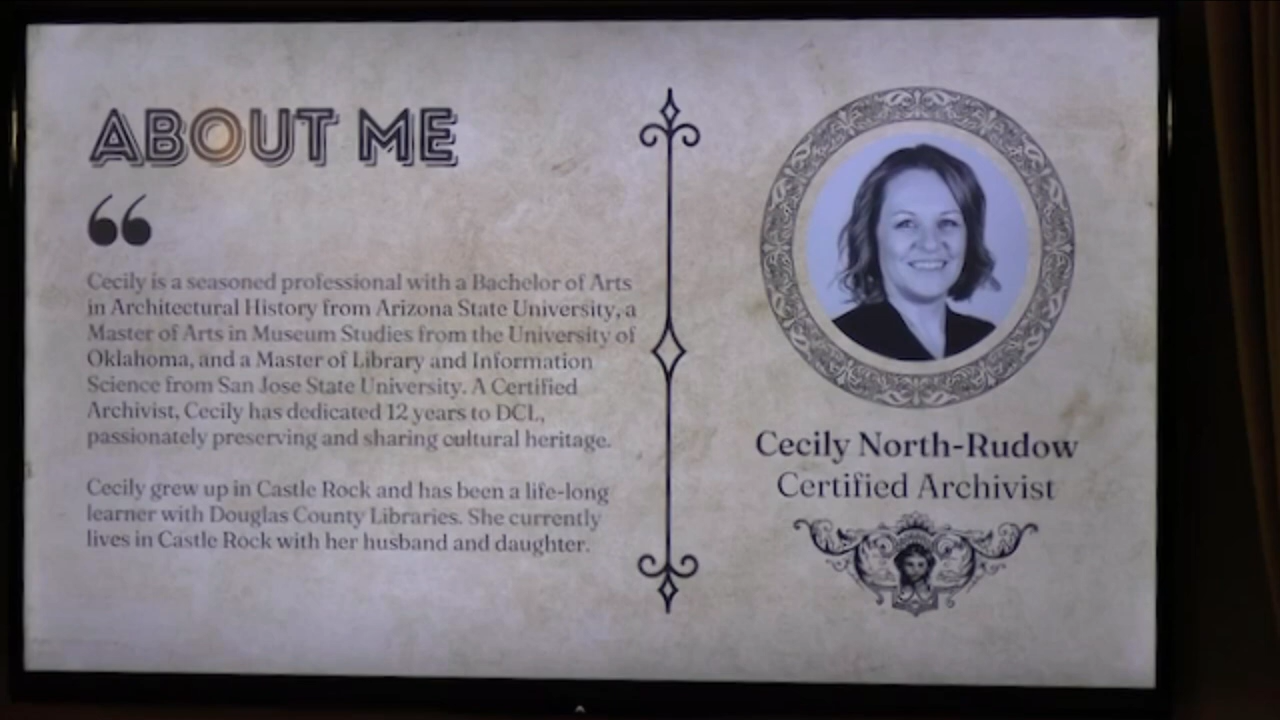 ABOUT ME
“
Cecily is a seasoned professional with a Bachelor of Arts
in Architectural History from Arizona State University, a
Master of Arts in Museum Studies from the University of
Oklahoma, and a Master of Library and Information
Science from San Jose State University. A Certified
Archivist, Cecily has dedicated 12 years to DCL,
passionately preserving and sharing cultural heritage.
Cecily grew up in Castle Rock and has been a life-long
learner with Douglas County Libraries. She currently
lives in Castle Rock with her husband and daughter.
Cecily North-Rudow
Certified Archivist